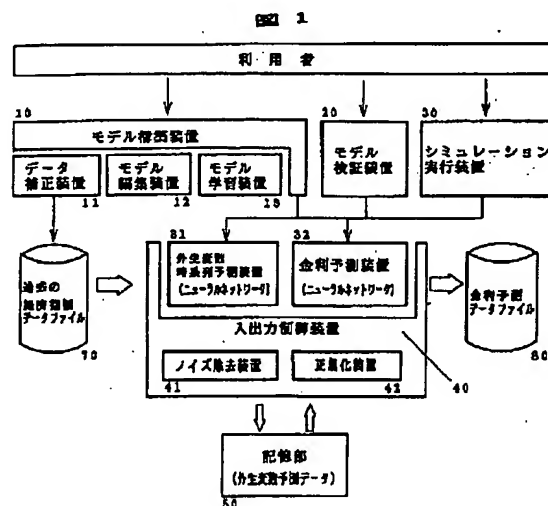 図 1
利用者
10
20
30
モデル構築装置
モデル
検証装置
シミュレーション
実行装置
データ
補正装置
モデル
編集装置
モデル
学習装置
11
12
13
31
32
外生変数
時系列予測装置
(ニューラルネットワーク)
金利予測装置
(ニューラルネットワーク)
過去の
データファイル
金利予測
データファイル
入出力制御装置
70
80
ノイズ除去装置
正規化装置
41
42
40
記憶部
(外生変数予測データ)
50